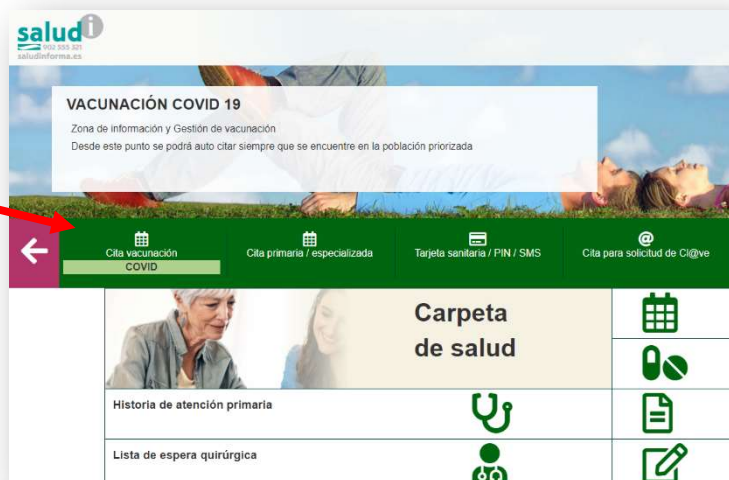 salud i
902 555 321
saludinforma.es
VACUNACIÓN COVID 19
Zona de información y Gestión de vacunación
Desde este punto se podrá auto citar siempre que se encuentre en la población priorizada
Cita vacunación
COVID
Cita primaria / especializada
Tarjeta sanitaria / PIN / SMS
@
Cita para solicitud de Cl@ve
Carpeta
de salud
Historia de atención primaria
Lista de espera quirúrgica